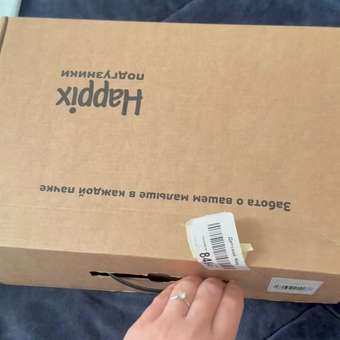 Happix
подгузники
Забота о вашем малыше в каждой пачке